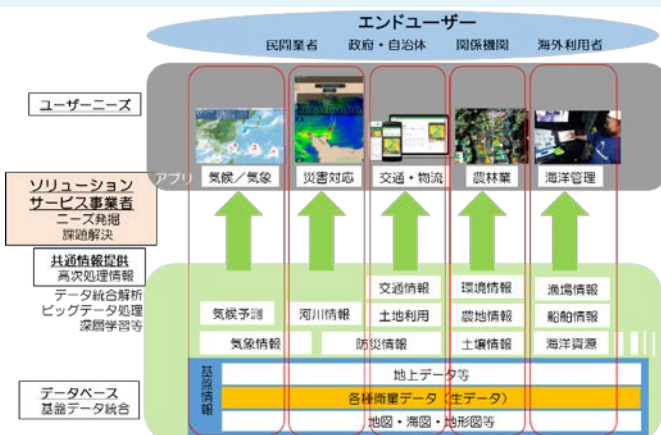 エンドユーザー
民間業者 政府・自治体 関係機関 海外利用者
ユーザーニーズ
アプリ
気候／気象 災害対応 交通・物流 農林業 海洋管理
ソリューション
サービス事業者
ニーズ発掘
課題解決
共通情報提供
高次処理情報
データ統合解析
ビッグデータ処理
深層学習等
交通情報 環境情報 漁場情報
気候予測 河川情報 土地利用 農地情報 船舶情報
気象情報 防災情報 土壌情報 海洋資源
データベース
基盤データ統合
基盤情報
地上データ等
各種衛星データ（生データ）
地図・海図・地形図等